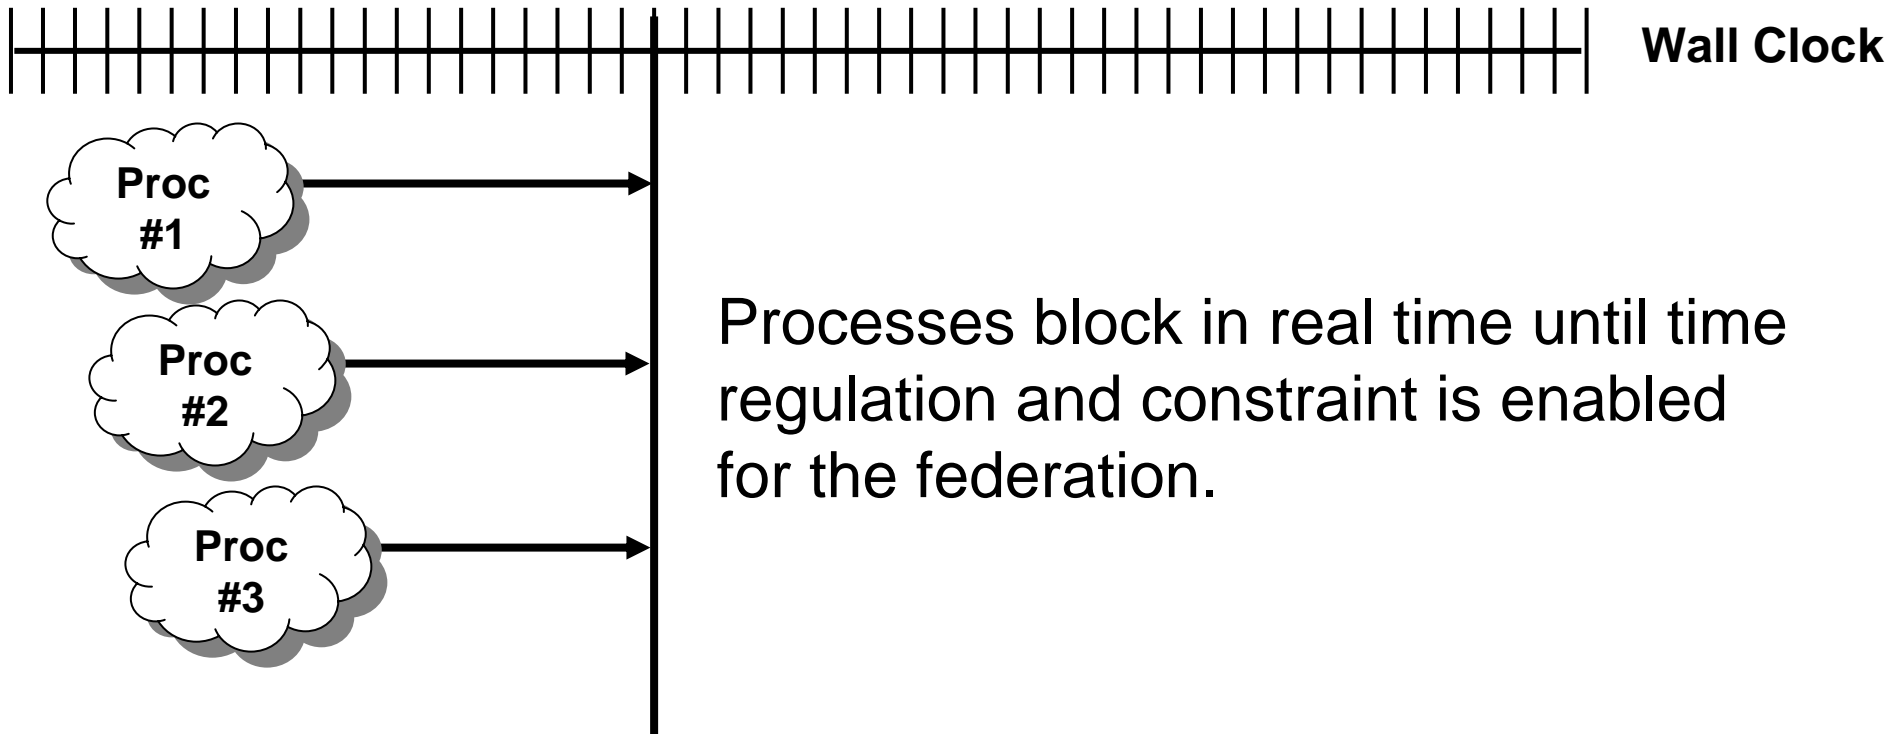 Wall Clock
Proc
#1
Proc
#2
Proc
#3
Processes block in real time until time
regulation and constraint is enabled
for the federation.